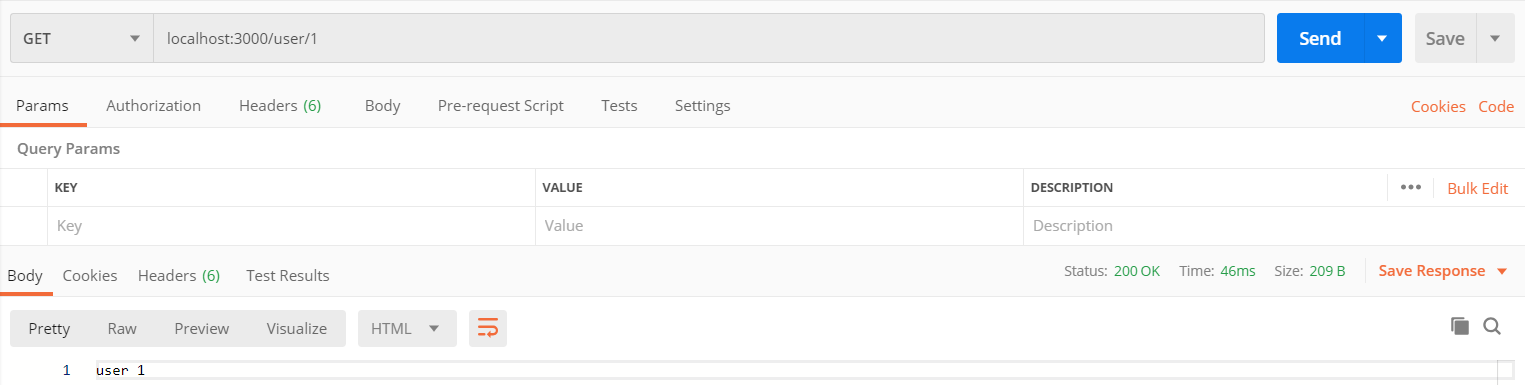 GET localhost:3000/user/1 Send Save
Params Authorization Headers (6) Body Pre-request Script Tests Settings Cookies Code
Query Params
KEY VALUE DESCRIPTION ••• Bulk Edit
Key Value Description
Body Cookies Headers (6) Test Results Status: 200 OK Time: 46ms Size: 209 B Save Response
Pretty Raw Preview Visualize HTML
1 user 1